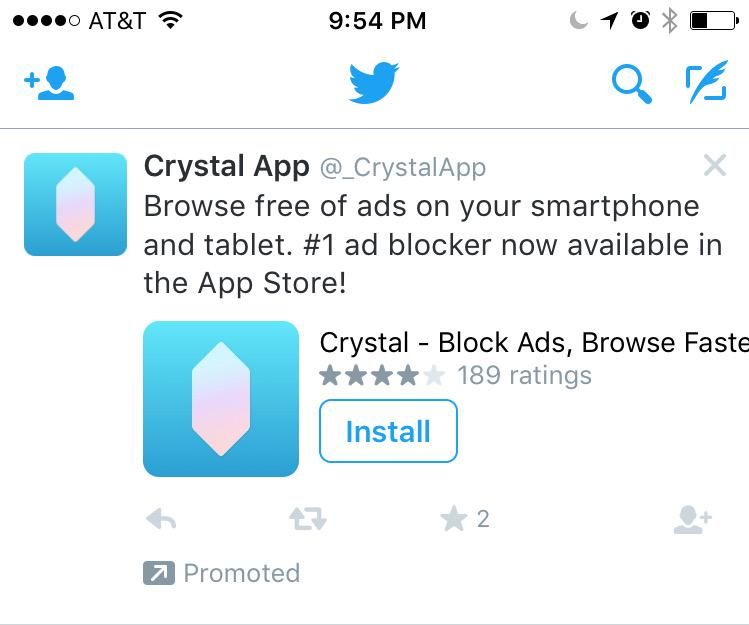 AT&T 9:54 PM
Crystal App @_CrystalApp
Browse free of ads on your smartphone
and tablet. #1 ad blocker now available in
the App Store!
Crystal - Block Ads, Browse Faste
189 ratings
Install
2
Promoted